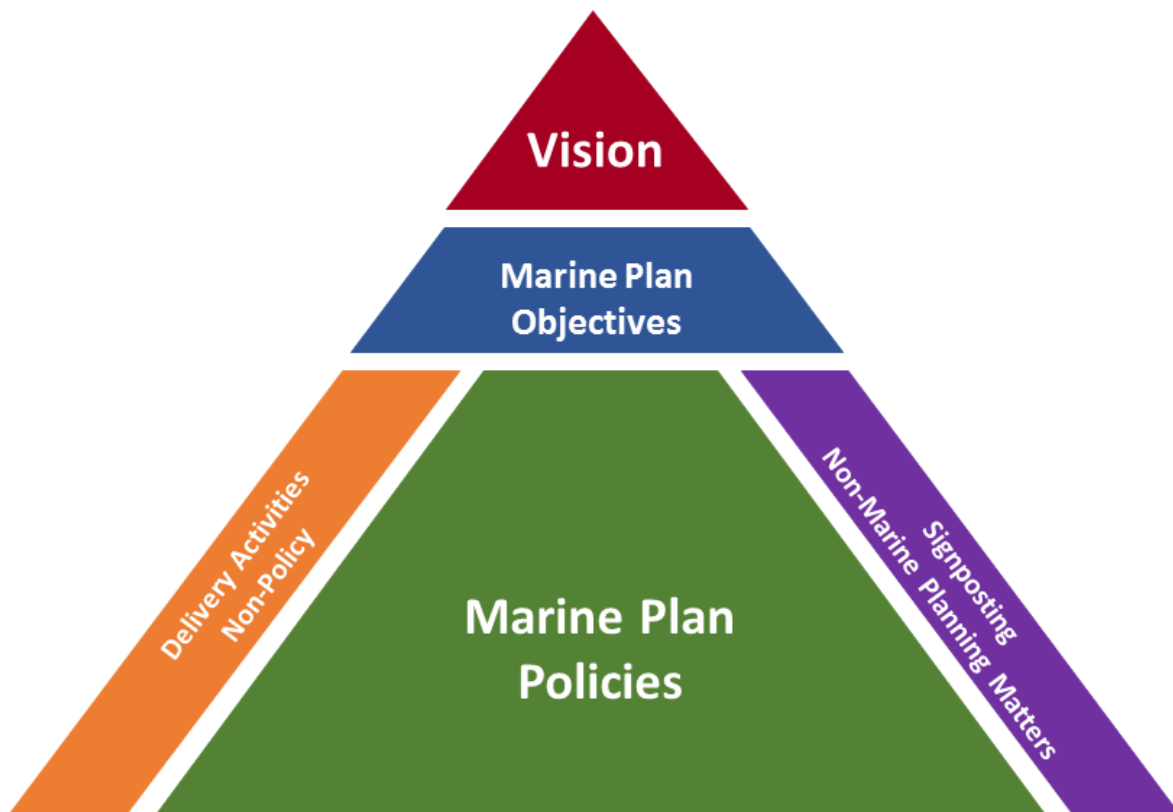 Vision
Marine Plan
Objectives
Delivery Activities
Non-Policy
Marine Plan
Policies
Signposting
Non-Marine Planning Matters